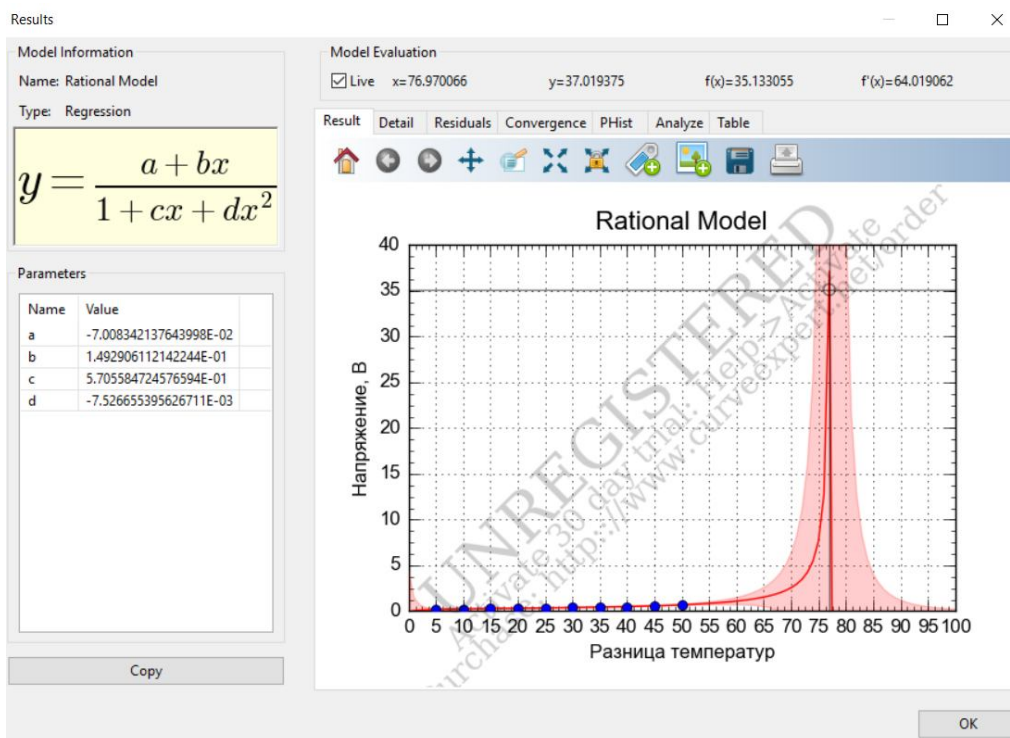 Results
Model Information
Name: Rational Model
Type: Regression
y = \frac{a + bx}{1 + cx + dx^2}
Parameters
Name Value
a -7.008342137643998E-02
b 1.492906112142244E-01
c 5.705584724576594E-01
d -7.526655395626711E-03
Copy
Model Evaluation
Live x=76.970066 y=37.019375 f(x)=35.133055 f'(x)=64.019062
Result Detail Residuals Convergence PHist Analyze Table
Rational Model
40
35
30
25
20
15
10
5
0
Напряжение, В
0 5 10 15 20 25 30 35 40 45 50 55 60 65 70 75 80 85 90 95 100
Разница температур
UNREGISTERED
Activate 30 day trial: Help->Activate
urchase: http://www.curveexpert.net/order
OK